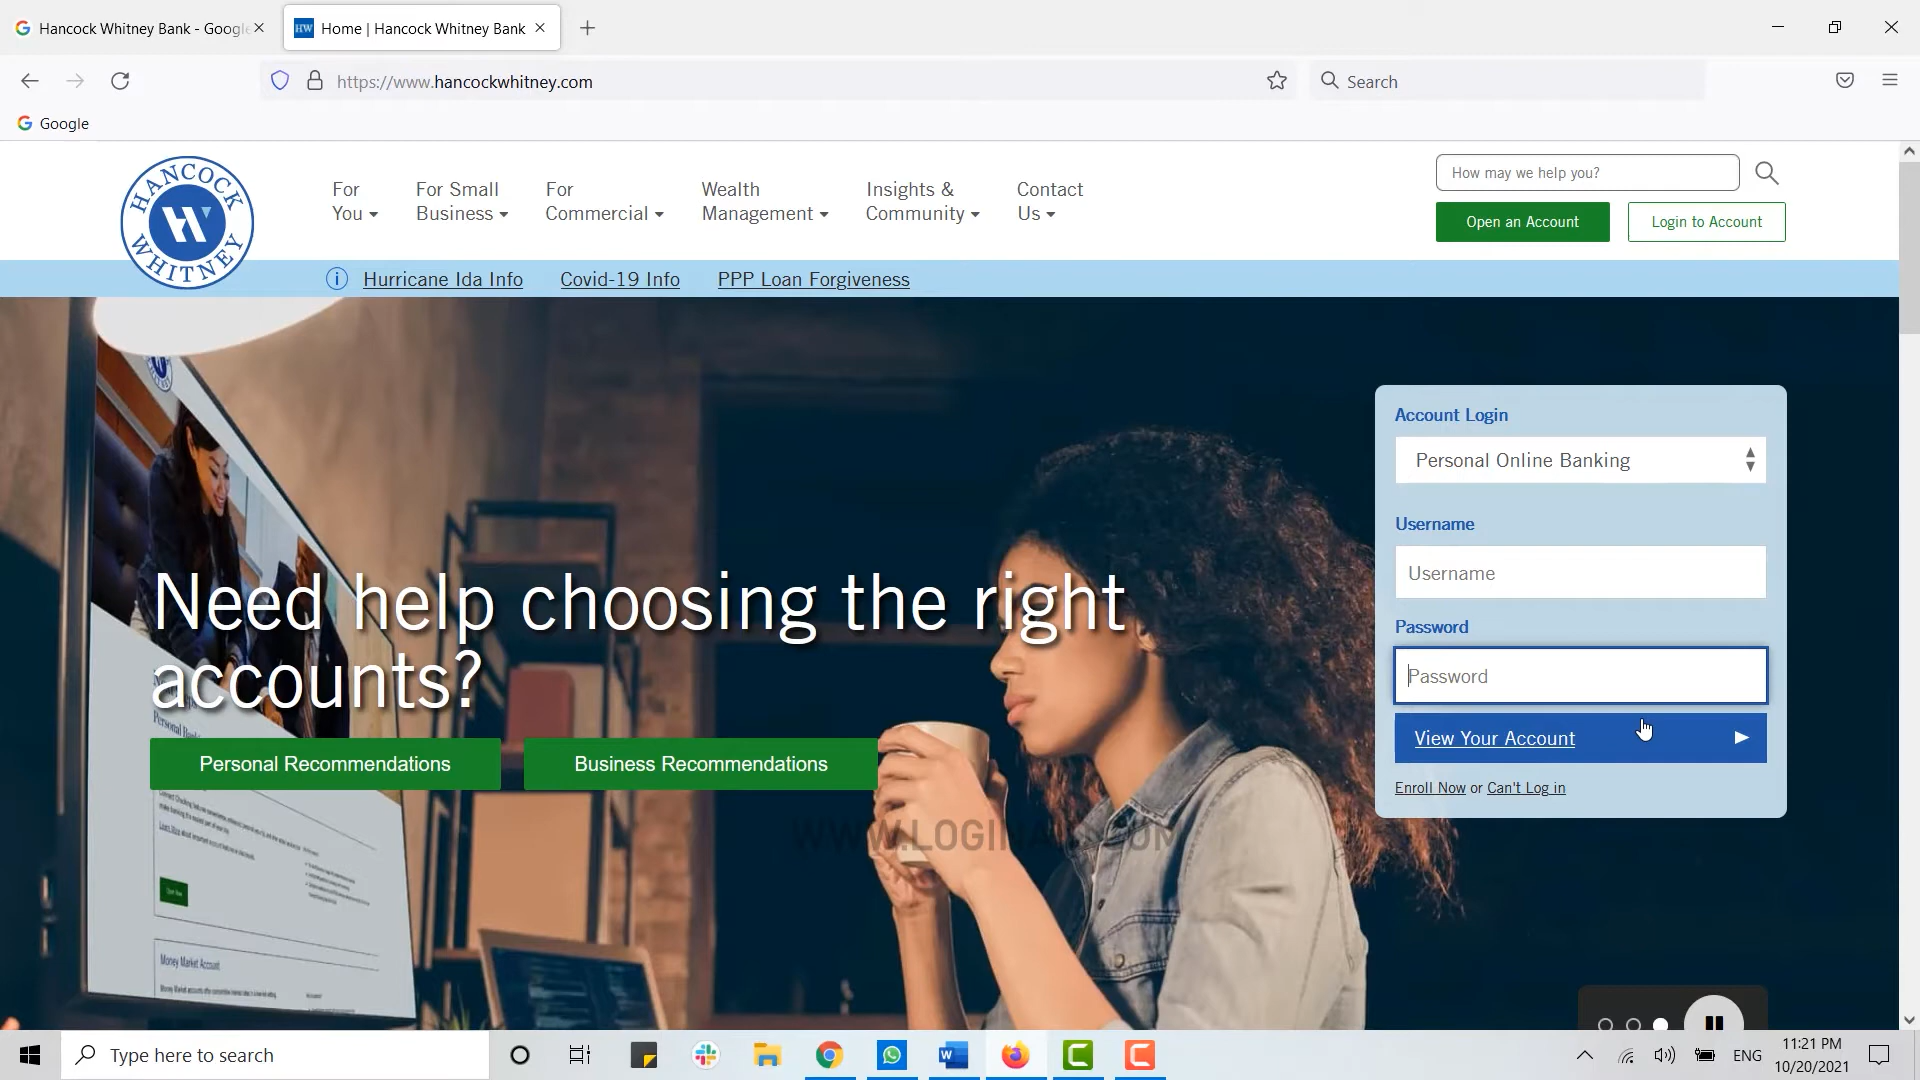 Hancock Whitney Bank - Google
Home | Hancock Whitney Bank
https://www.hancockwhitney.com
Search
Google
HANCOCK WHITNEY
For You
For Small Business
For Commercial
Wealth Management
Insights & Community
Contact Us
How may we help you?
Open an Account
Login to Account
Hurricane Ida Info
Covid-19 Info
PPP Loan Forgiveness
Account Login
Personal Online Banking
Username
Username
Password
Password
View Your Account
Enroll Now or Can't Log in
Need help choosing the right
accounts?
Personal Recommendations
Business Recommendations
Money Market Account
Type here to search
ENG
11:21 PM
10/20/2021